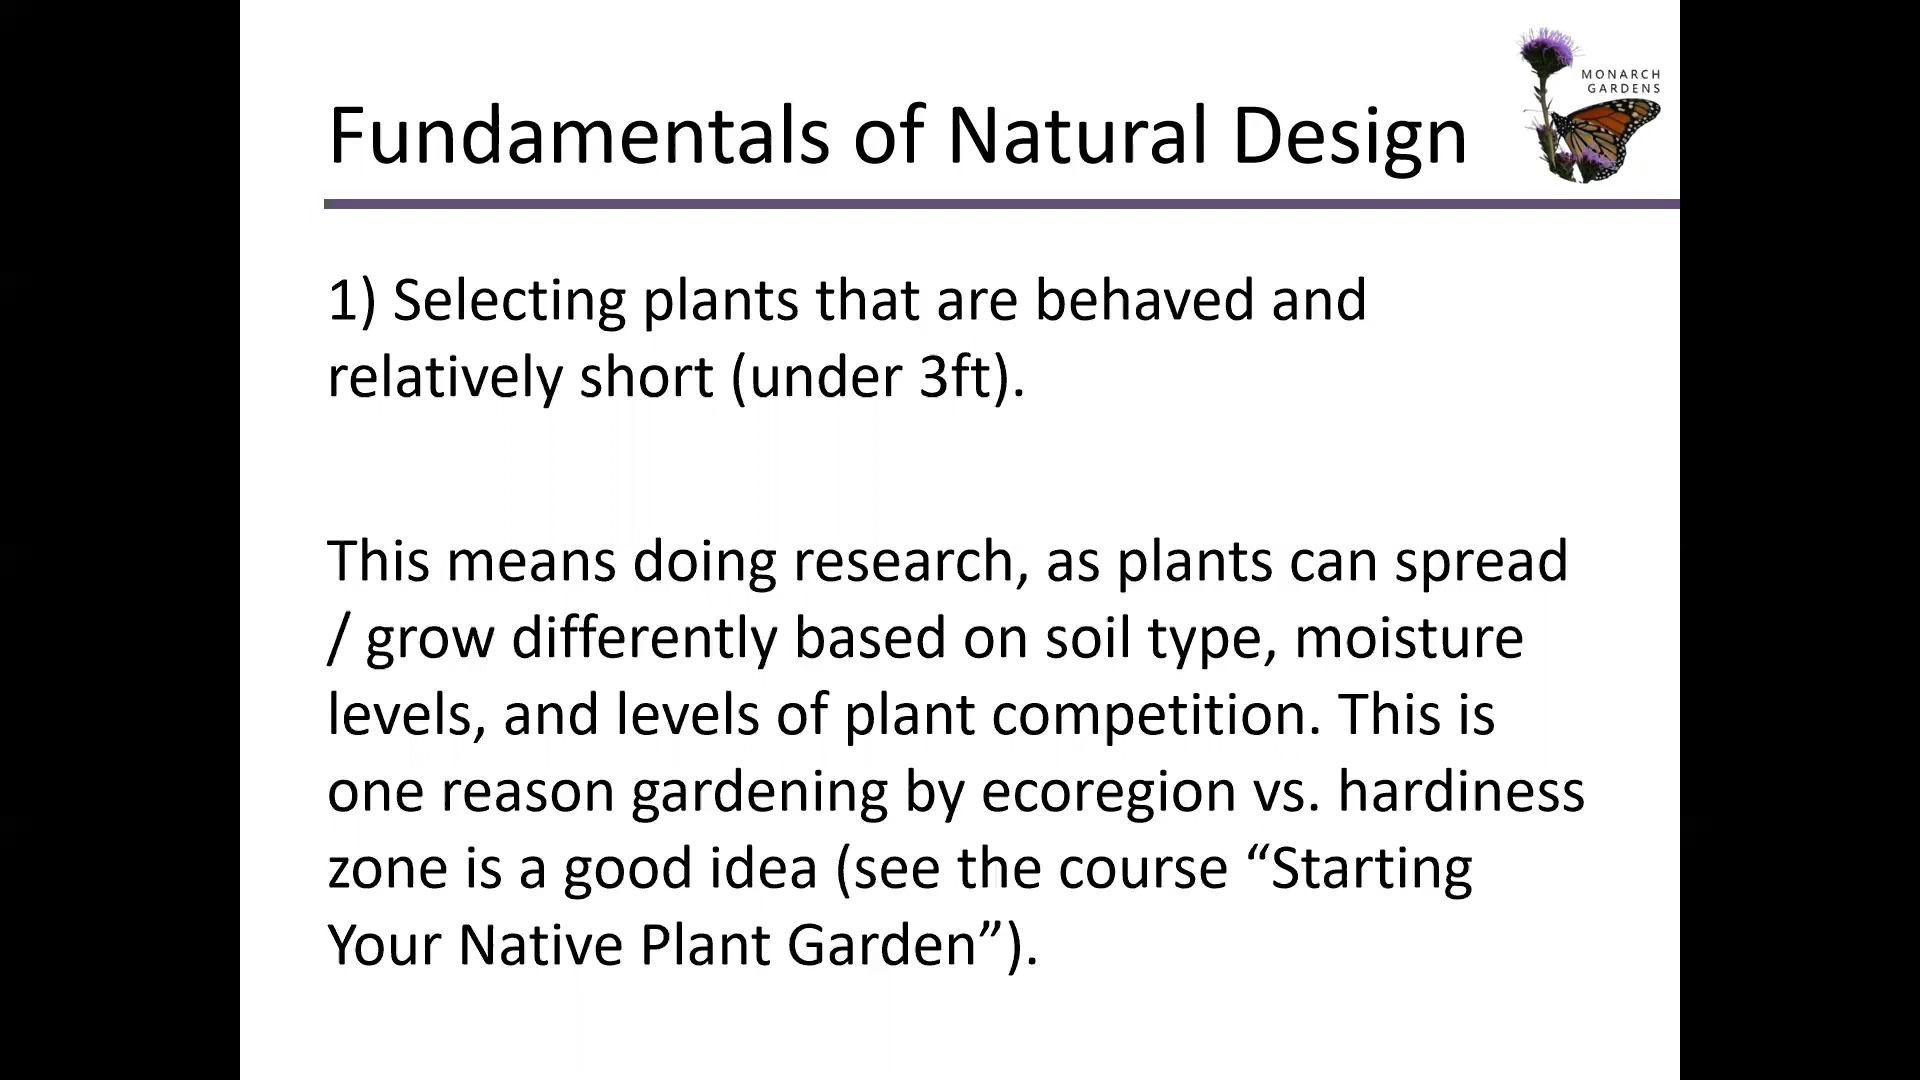 MONARCH
GARDENS
Fundamentals of Natural Design
1) Selecting plants that are behaved and
relatively short (under 3ft).
This means doing research, as plants can spread
/ grow differently based on soil type, moisture
levels, and levels of plant competition. This is
one reason gardening by ecoregion vs. hardiness
zone is a good idea (see the course “Starting
Your Native Plant Garden”).